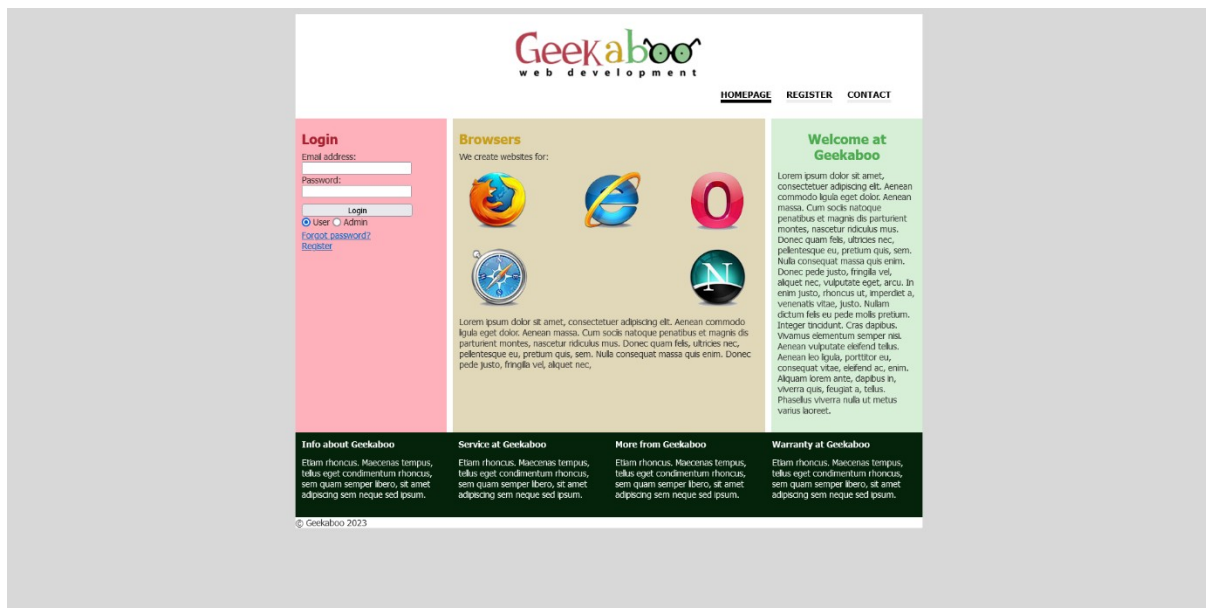 Geekaboo
web development
HOMEPAGE REGISTER CONTACT
Login
Email address:
Password:
Login
User Admin
Forgot password?
Register
Browsers
We create websites for:
Lorem ipsum dolor sit amet, consectetuer adipiscing elit. Aenean commodo
ligula eget dolor. Aenean massa. Cum sociis natoque penatibus et magnis dis
parturient montes, nascetur ridiculus mus. Donec quam felis, ultricies nec,
pellentesque eu, pretium quis, sem. Nulla consequat massa quis enim. Donec
pede justo, fringilla vel, aliquet nec,
Welcome at
Geekaboo
Lorem ipsum dolor sit amet,
consectetuer adipiscing elit. Aenean
commodo ligula eget dolor. Aenean
massa. Cum sociis natoque
penatibus et magnis dis parturient
montes, nascetur ridiculus mus.
Donec quam felis, ultricies nec,
pellentesque eu, pretium quis, sem.
Nulla consequat massa quis enim.
Donec pede justo, fringilla vel,
aliquet nec, vulputate eget, arcu. In
enim justo, rhoncus ut, imperdiet a,
venenatis vitae, justo. Nullam
dictum felis eu pede mollis pretium.
Integer tincidunt. Cras dapibus.
Vivamus elementum semper nisi.
Aenean vulputate eleifend tellus.
Aenean leo ligula, porttitor eu,
consequat vitae, eleifend ac, enim.
Aliquam lorem ante, dapibus in,
viverra quis, feugiat a, tellus.
Phasellus viverra nulla ut metus
varius laoreet.
Info about Geekaboo
Etiam rhoncus. Maecenas tempus,
tellus eget condimentum rhoncus,
sem quam semper libero, sit amet
adipiscing sem neque sed ipsum.
Service at Geekaboo
Etiam rhoncus. Maecenas tempus,
tellus eget condimentum rhoncus,
sem quam semper libero, sit amet
adipiscing sem neque sed ipsum.
More from Geekaboo
Etiam rhoncus. Maecenas tempus,
tellus eget condimentum rhoncus,
sem quam semper libero, sit amet
adipiscing sem neque sed ipsum.
Warranty at Geekaboo
Etiam rhoncus. Maecenas tempus,
tellus eget condimentum rhoncus,
sem quam semper libero, sit amet
adipiscing sem neque sed ipsum.
© Geekaboo 2023